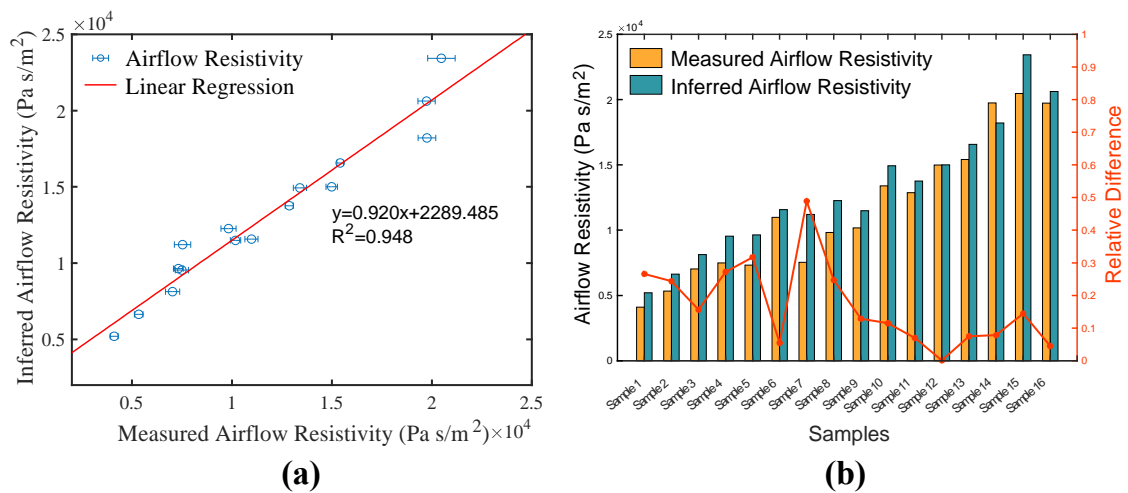 ×10⁴
2.5
2
1.5
1
0.5
0.5
1
1.5
2
2.5
Inferred Airflow Resistivity (Pa s/m²)
Measured Airflow Resistivity (Pa s/m²)×10⁴
Airflow Resistivity
Linear Regression
y=0.920x+2289.485
R²=0.948
(a)
×10⁴
2.5
2
1.5
1
0.5
0
Airflow Resistivity (Pa s/m²)
Measured Airflow Resistivity
Inferred Airflow Resistivity
1
0.9
0.8
0.7
0.6
0.5
0.4
0.3
0.2
0.1
0
Relative Difference
Sample 1
Sample 2
Sample 3
Sample 4
Sample 5
Sample 6
Sample 7
Sample 8
Sample 9
Sample 10
Sample 11
Sample 12
Sample 13
Sample 14
Sample 15
Sample 16
Samples
(b)